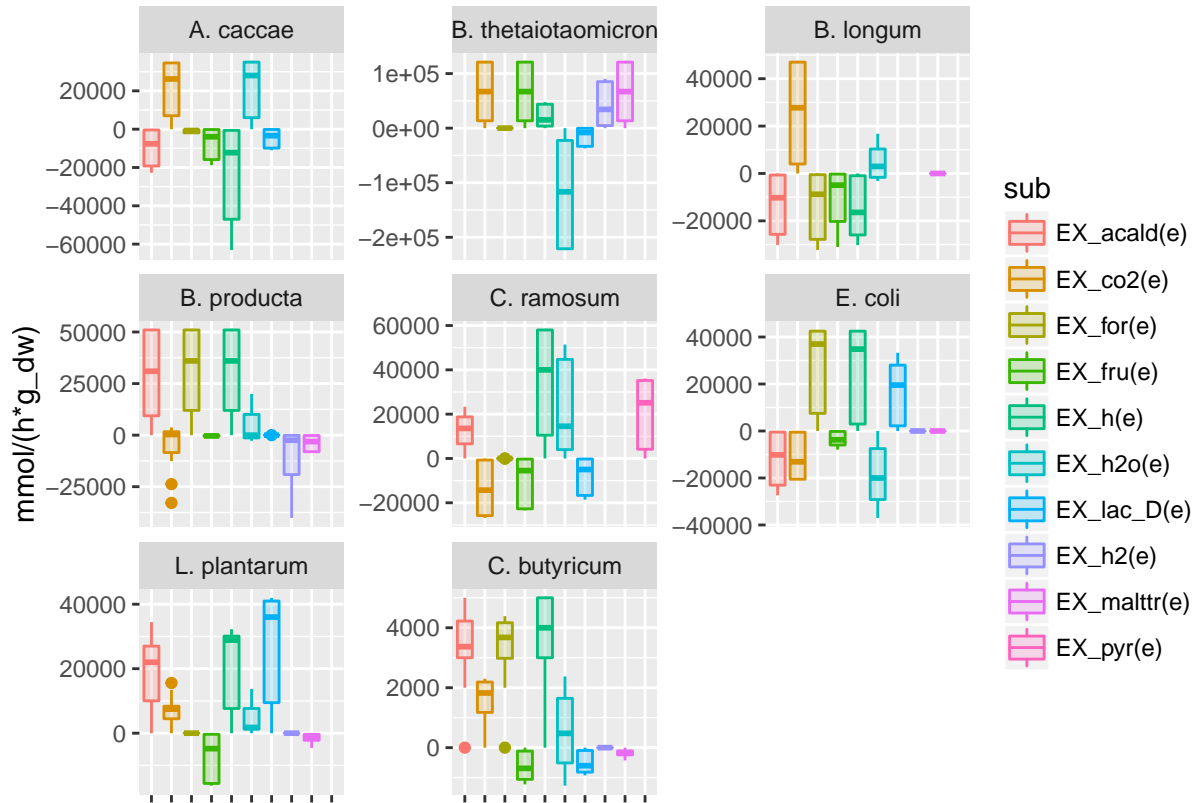 A. caccae
B. thetaiotaomicron
B. longum
20000
0
−20000
−40000
−60000
1e+05
0e+00
−1e+05
−2e+05
40000
20000
0
−20000
B. producta
C. ramosum
E. coli
50000
25000
0
−25000
60000
40000
20000
0
−20000
40000
20000
0
−20000
−40000
L. plantarum
C. butyricum
40000
20000
0
4000
2000
0
mmol/(h*g_dw)
sub
EX_acald(e)
EX_co2(e)
EX_for(e)
EX_fru(e)
EX_h(e)
EX_h2o(e)
EX_lac_D(e)
EX_h2(e)
EX_malttr(e)
EX_pyr(e)